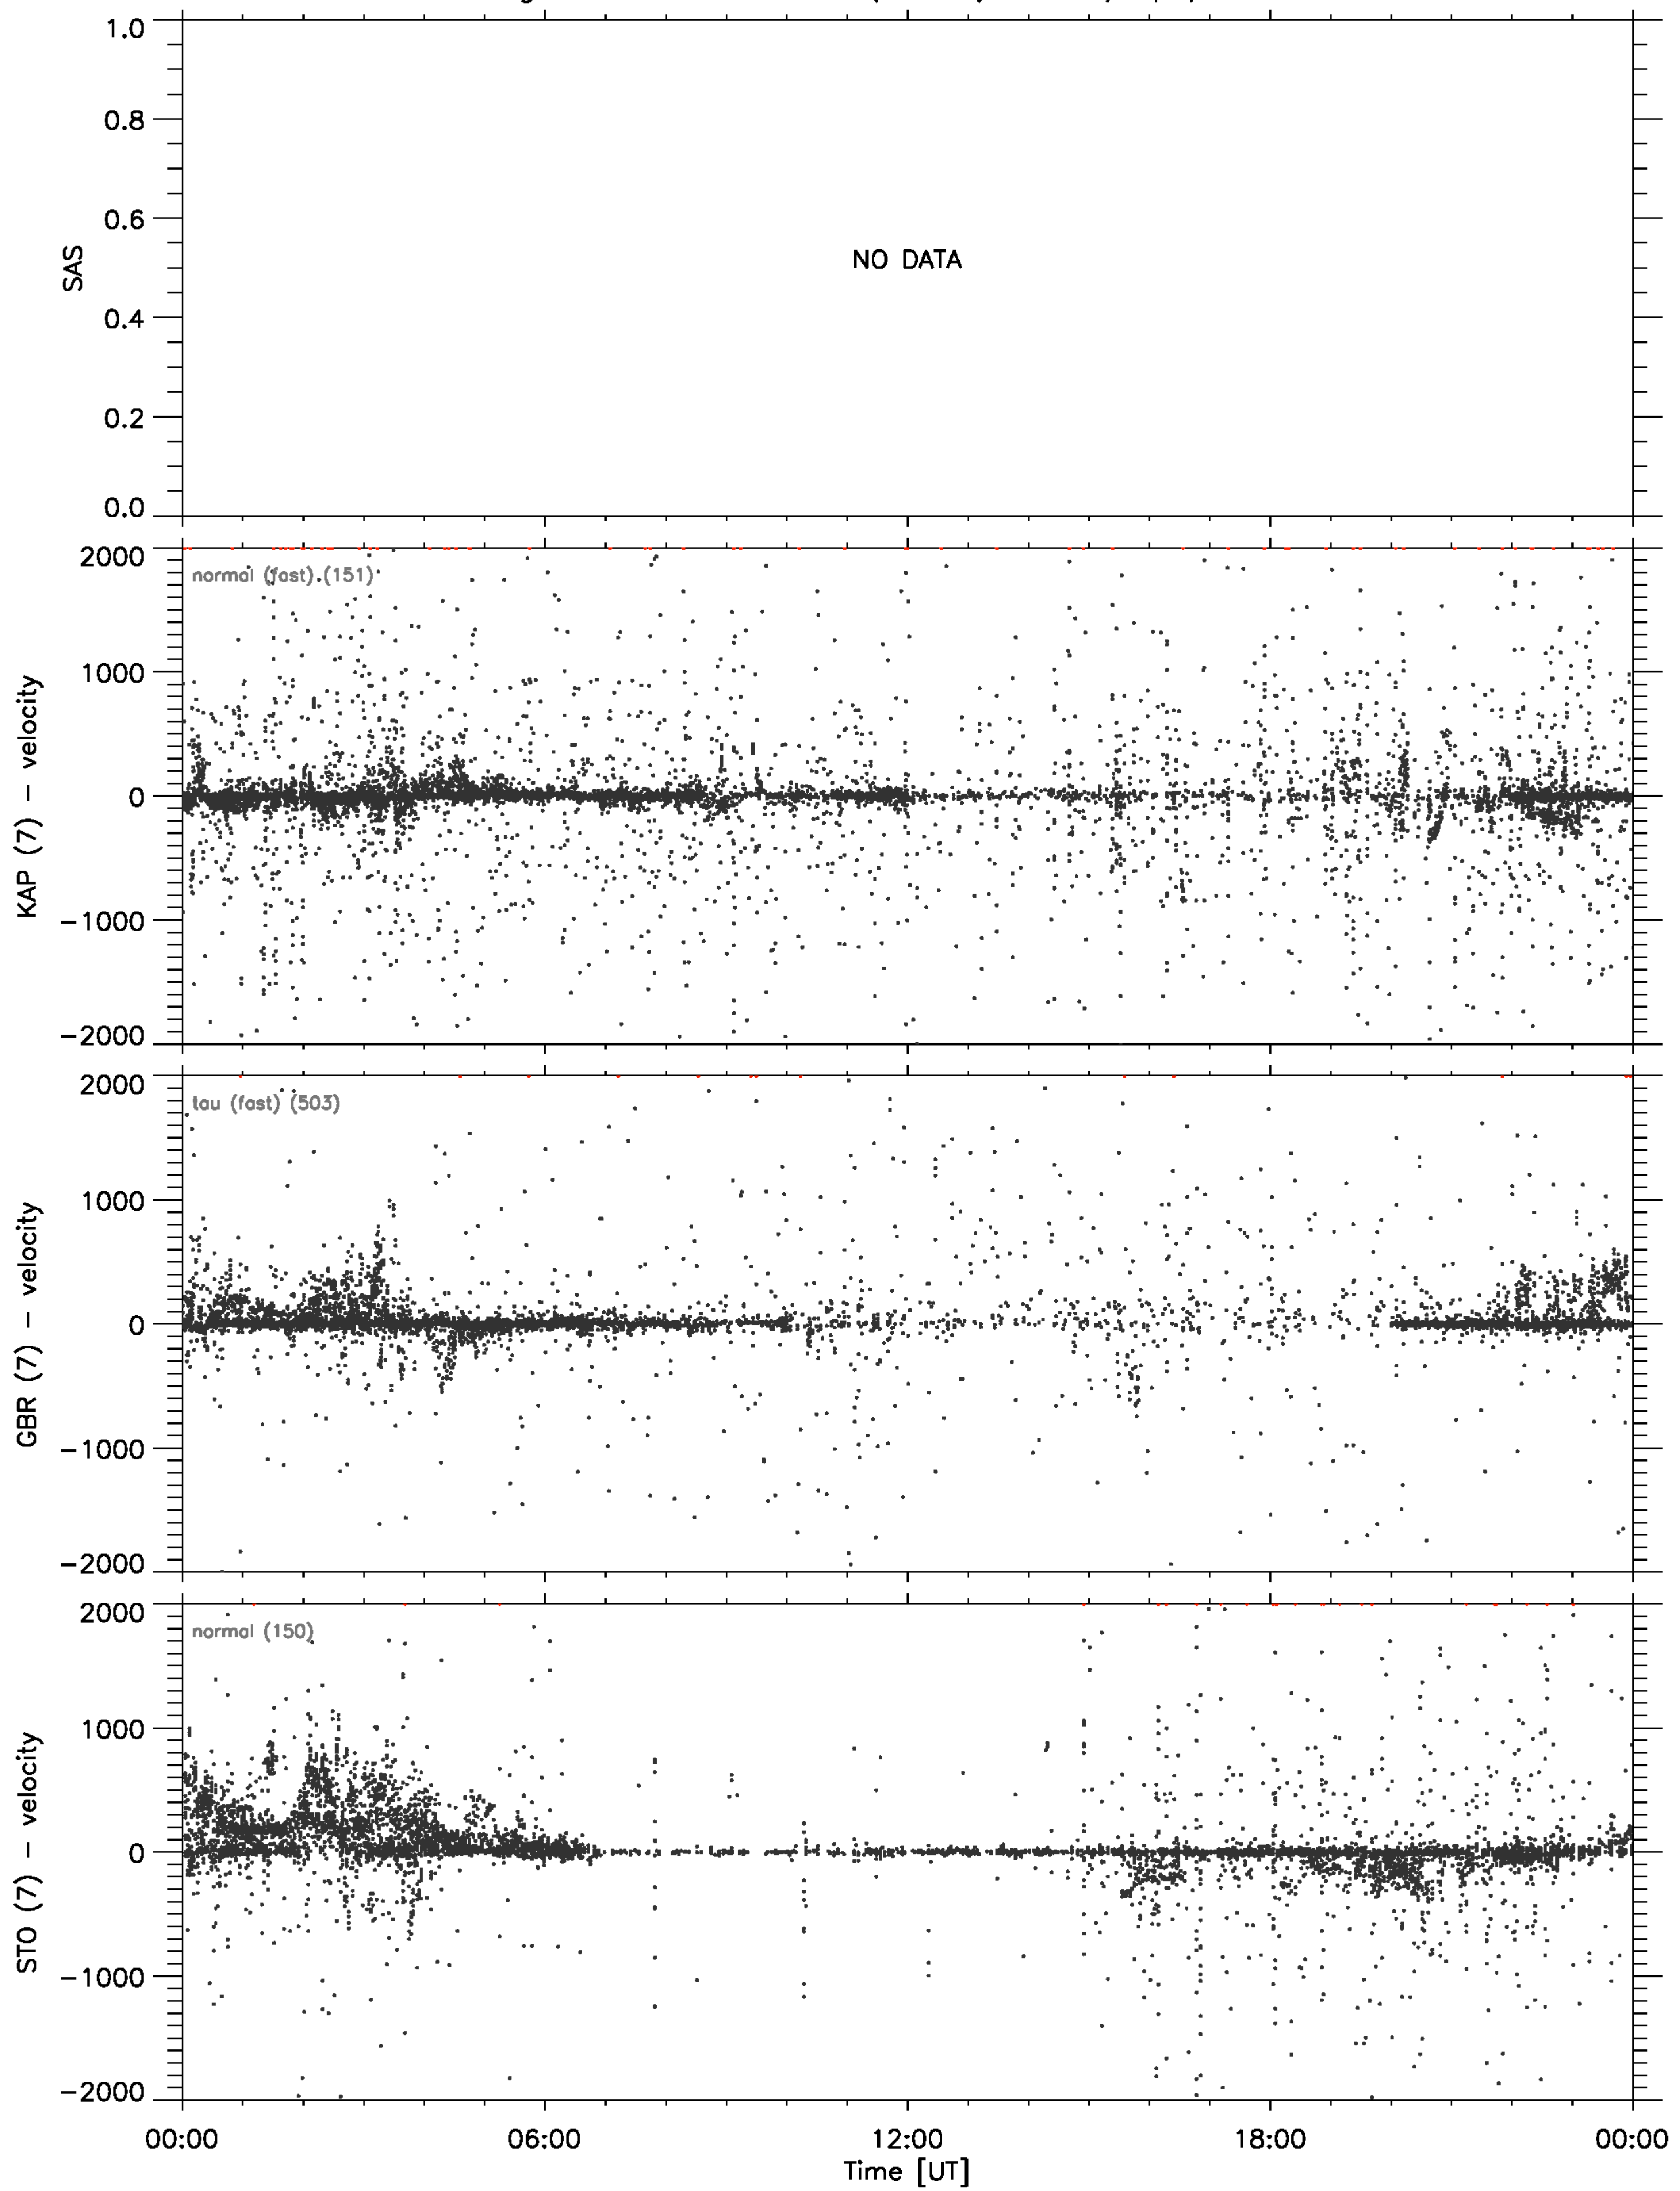 1.0
0.8
0.6
0.4
0.2
0.0
SAS
NO DATA
2000
1000
0
−1000
−2000
KAP (7) − velocity
normal (fast) (151)
2000
1000
0
−1000
−2000
GBR (7) − velocity
tau (fast) (503)
2000
1000
0
−1000
−2000
STO (7) − velocity
normal (150)
00:00 06:00 12:00 18:00 00:00
Time [UT]